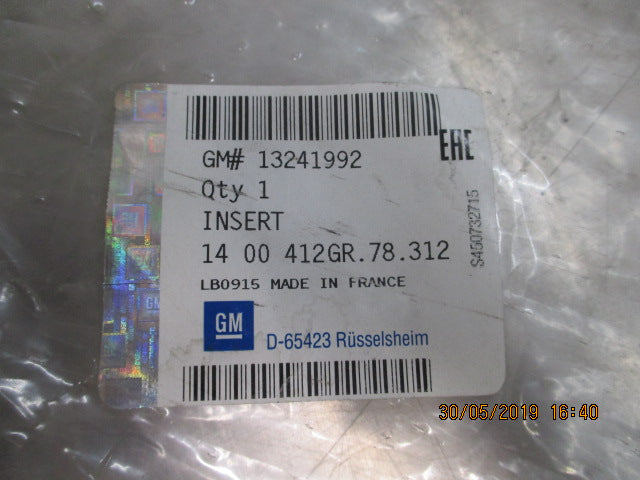 GM# 13241992
EAC
Qty 1
INSERT
14 00 412GR.78.312
LB0915 MADE IN FRANCE
GM
D-65423 Rüsselsheim
S450732715
GM
30/05/2019 16:40